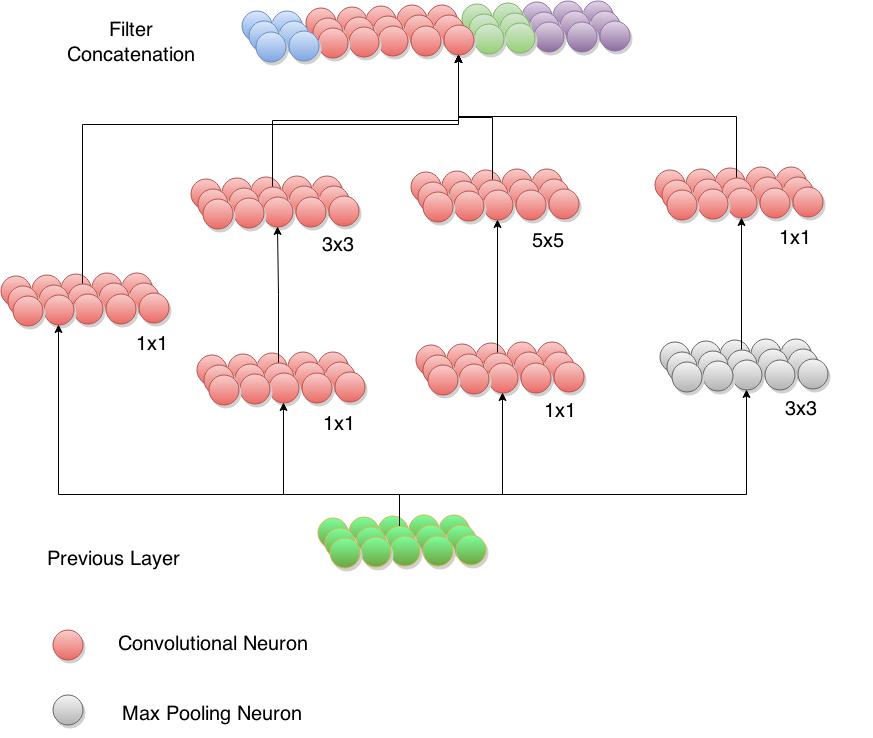 Filter
Concatenation
3x3
5x5
1x1
1x1
1x1
1x1
3x3
Previous Layer
Convolutional Neuron
Max Pooling Neuron